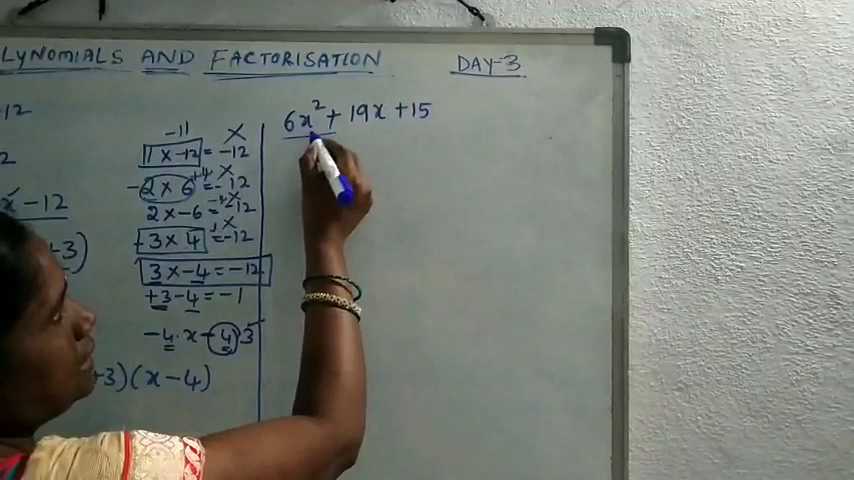 LYNOMIALS AND FACTORISATION DAY-3
-12
-11
1 x -12 = -12
- 2 x 6 = -12
2 x -6 = -12
- 3 x 4 = -12
3 x -4 = -12
+3 - 4 = -1
-4·x - 4 3
+3)(x-4)
x - 12
+3)
6x² + 19x + 15